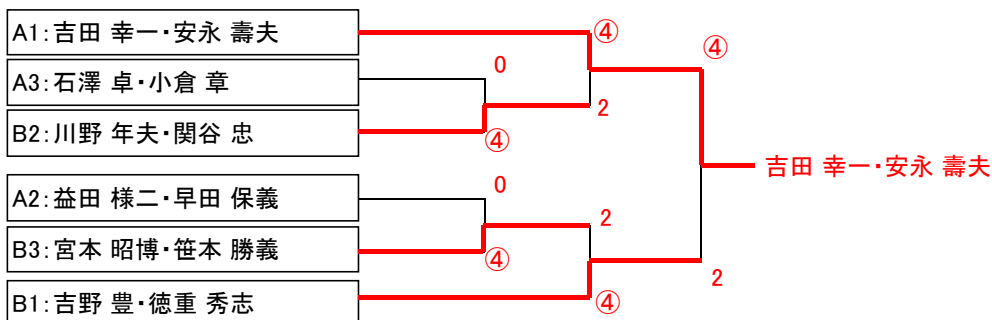 A1:吉田 幸一・安永 壽夫
④
④
A3:石澤 卓・小倉 章
0
2
B2:川野 年夫・関谷 忠
④
吉田 幸一・安永 壽夫
A2:益田 様二・早田 保義
0
2
B3:宮本 昭博・笹本 勝義
④
2
B1:吉野 豊・徳重 秀志
④